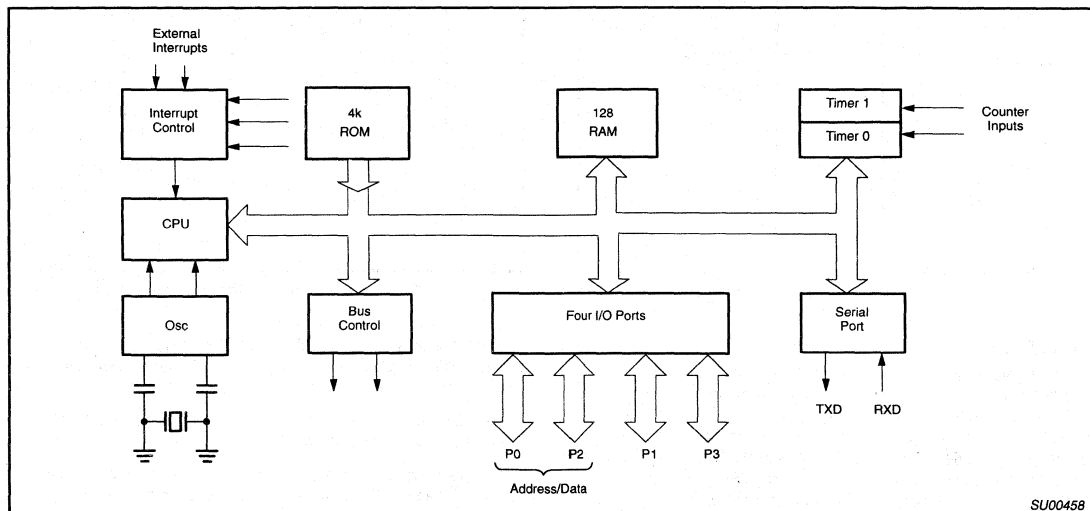 External
Interrupts
Interrupt
Control
4k
ROM
128
RAM
Timer 1
Timer 0
Counter
Inputs
CPU
Osc
Bus
Control
Four I/O Ports
Serial
Port
TXD
RXD
P0
P2
P1
P3
Address/Data
SU00458